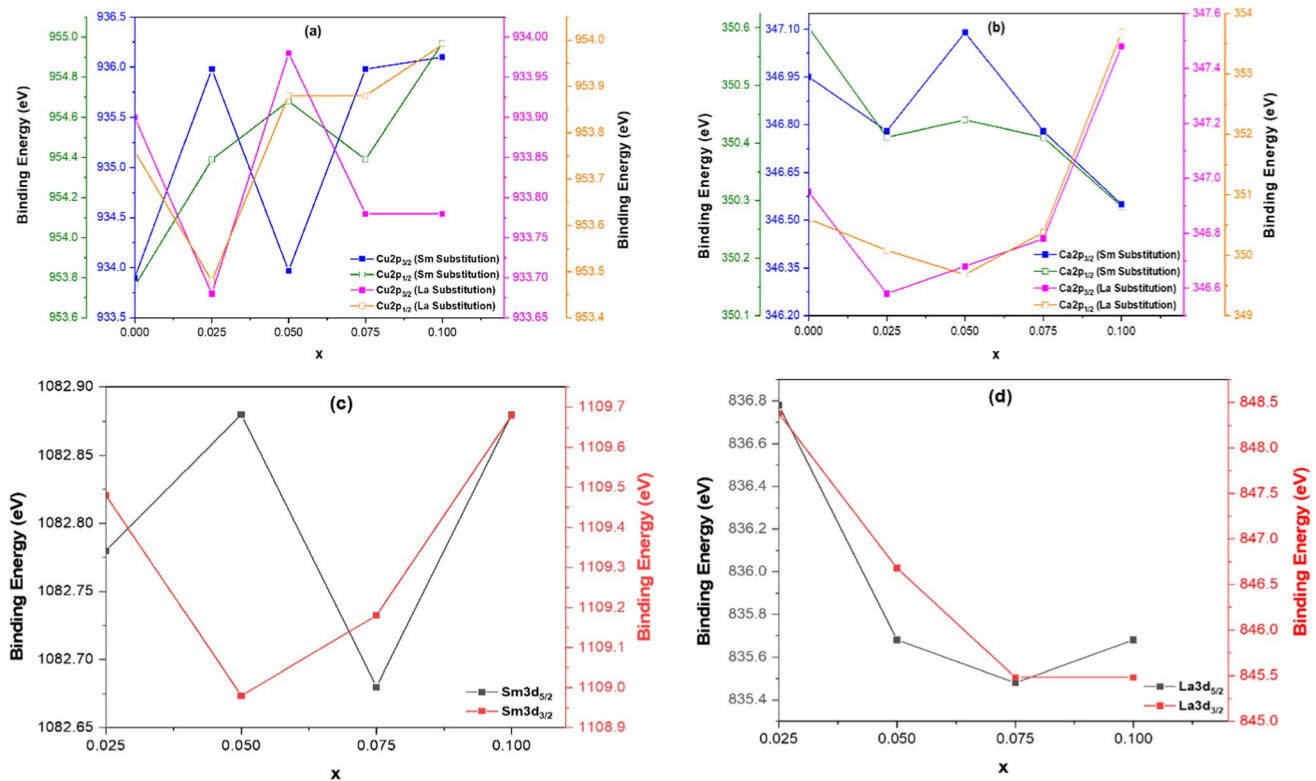 (a)
Binding Energy (eV)
955.0
954.8
954.6
954.4
954.2
954.0
953.8
953.6
936.5
936.0
935.5
935.0
934.5
934.0
933.5
934.00
933.95
933.90
933.85
933.80
933.75
933.70
933.65
954.0
953.9
953.8
953.7
953.6
953.5
953.4
Binding Energy (eV)
Cu2p3/2 (Sm Substitution)
Cu2p1/2 (Sm Substitution)
Cu2p3/2 (La Substitution)
Cu2p1/2 (La Substitution)
0.000 0.025 0.050 0.075 0.100
x
(b)
Binding Energy (eV)
350.6
350.5
350.4
350.3
350.2
350.1
347.10
346.95
346.80
346.65
346.50
346.35
346.20
347.6
347.4
347.2
347.0
346.8
346.6
354
353
352
351
350
349
Binding Energy (eV)
Ca2p3/2 (Sm Substitution)
Ca2p1/2 (Sm Substitution)
Ca2p3/2 (La Substitution)
Ca2p1/2 (La Substitution)
0.000 0.025 0.050 0.075 0.100
x
(c)
Binding Energy (eV)
1082.90
1082.85
1082.80
1082.75
1082.70
1082.65
1109.7
1109.6
1109.5
1109.4
1109.3
1109.2
1109.1
1109.0
1108.9
Binding Energy (eV)
Sm3d5/2
Sm3d3/2
0.025 0.050 0.075 0.100
x
(d)
Binding Energy (eV)
836.8
836.6
836.4
836.2
836.0
835.8
835.6
835.4
848.5
848.0
847.5
847.0
846.5
846.0
845.5
845.0
Binding Energy (eV)
La3d5/2
La3d3/2
0.025 0.050 0.075 0.100
x